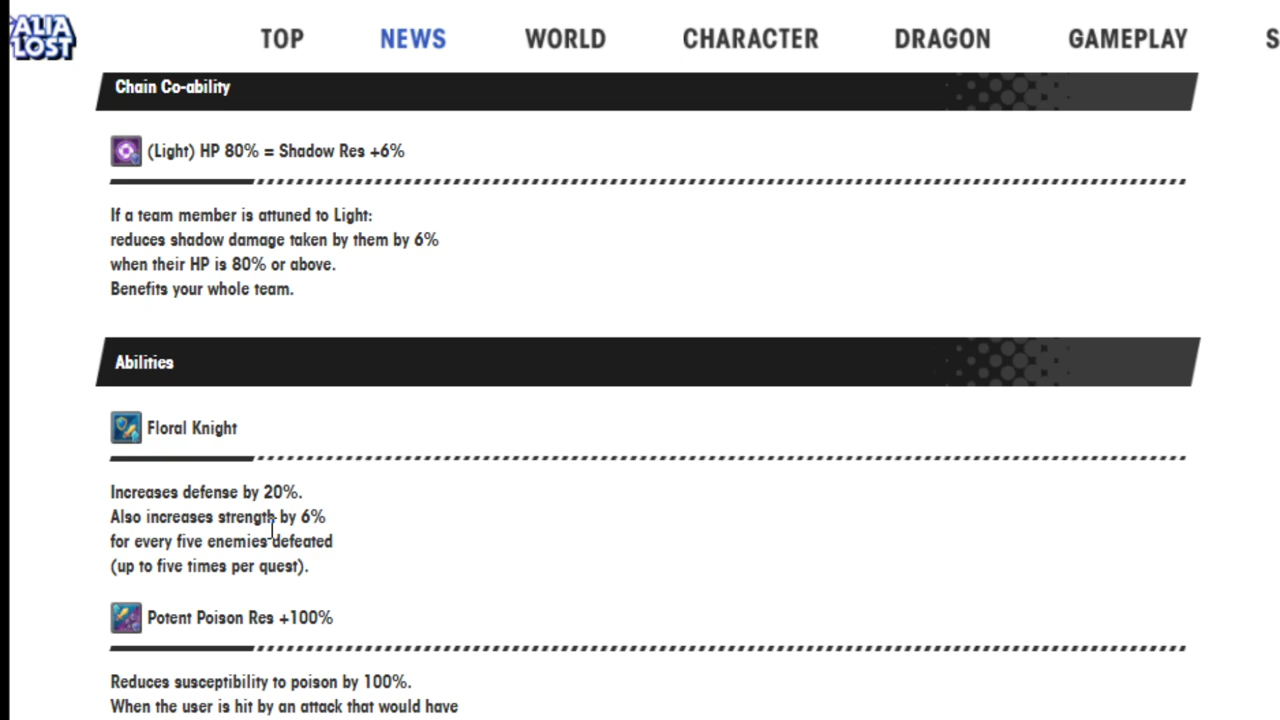 ALIA
LOST
TOP NEWS WORLD CHARACTER DRAGON GAMEPLAY S
Chain Co-ability
(Light) HP 80% = Shadow Res +6%
If a team member is attuned to Light:
reduces shadow damage taken by them by 6%
when their HP is 80% or above.
Benefits your whole team.
Abilities
Floral Knight
Increases defense by 20%.
Also increases strength by 6%
for every five enemies defeated
(up to five times per quest).
Potent Poison Res +100%
Reduces susceptibility to poison by 100%.
When the user is hit by an attack that would have